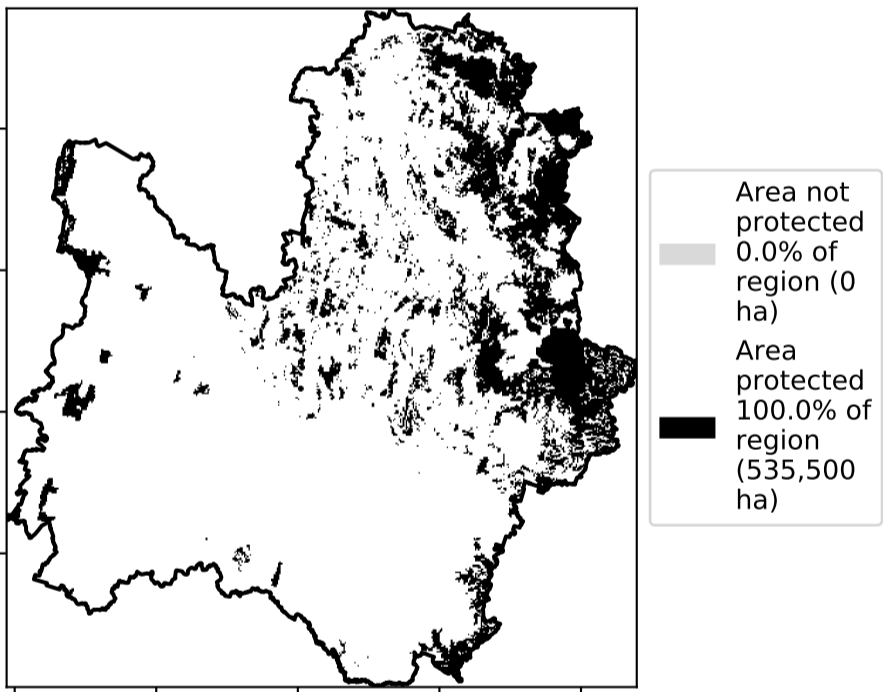 Area not
protected
0.0% of
region (0
ha)
Area
protected
100.0% of
region
(535,500
ha)